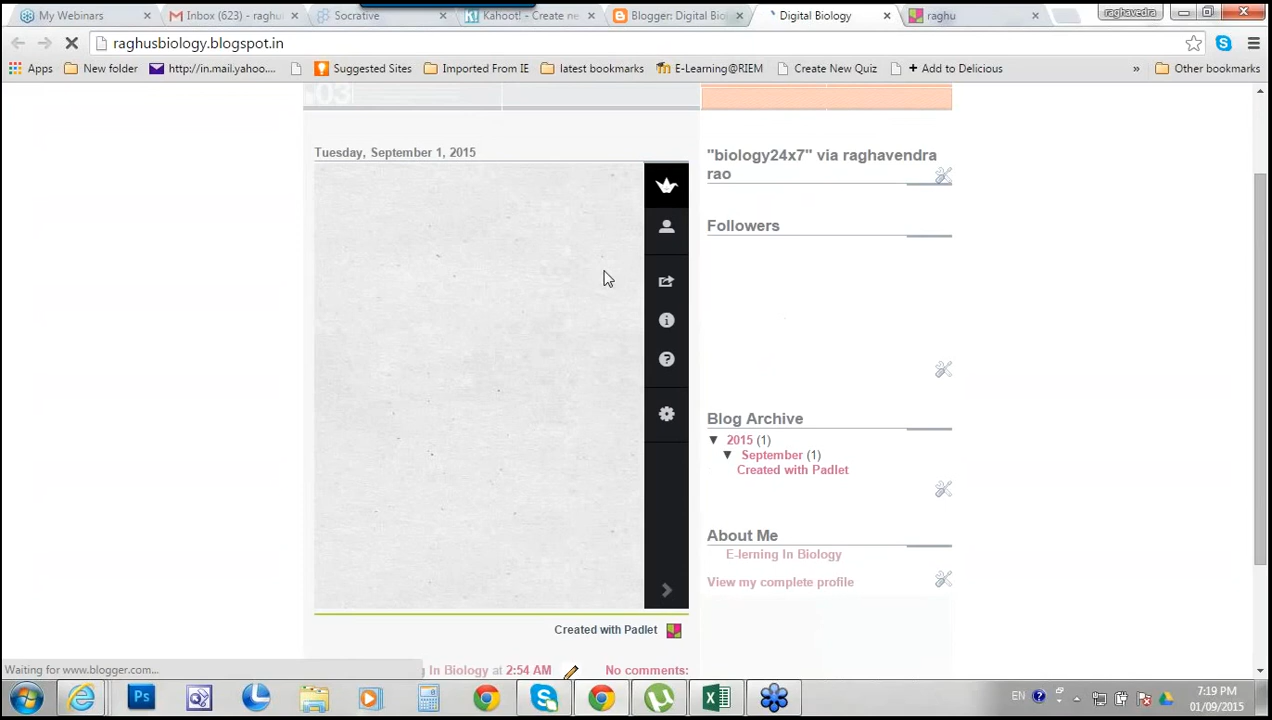 My Webinars
Inbox (623) - raghu
Socrative
Kahoot! - Create ne
Blogger: Digital Bio
Digital Biology
raghu
raghavedra
raghusbiology.blogspot.in
Apps
New folder
http://in.mail.yahoo....
Suggested Sites
Imported From IE
latest bookmarks
E-Learning@RIEM
Create New Quiz
+ Add to Delicious
»
Other bookmarks
03
Tuesday, September 1, 2015
"biology24x7" via raghavendra
rao
Followers
Blog Archive
▼ 2015 (1)
▼ September (1)
Created with Padlet
About Me
E-lerning In Biology
View my complete profile
Created with Padlet
Waiting for www.blogger.com...
g In Biology at 2:54 AM
No comments:
EN
7:19 PM
01/09/2015